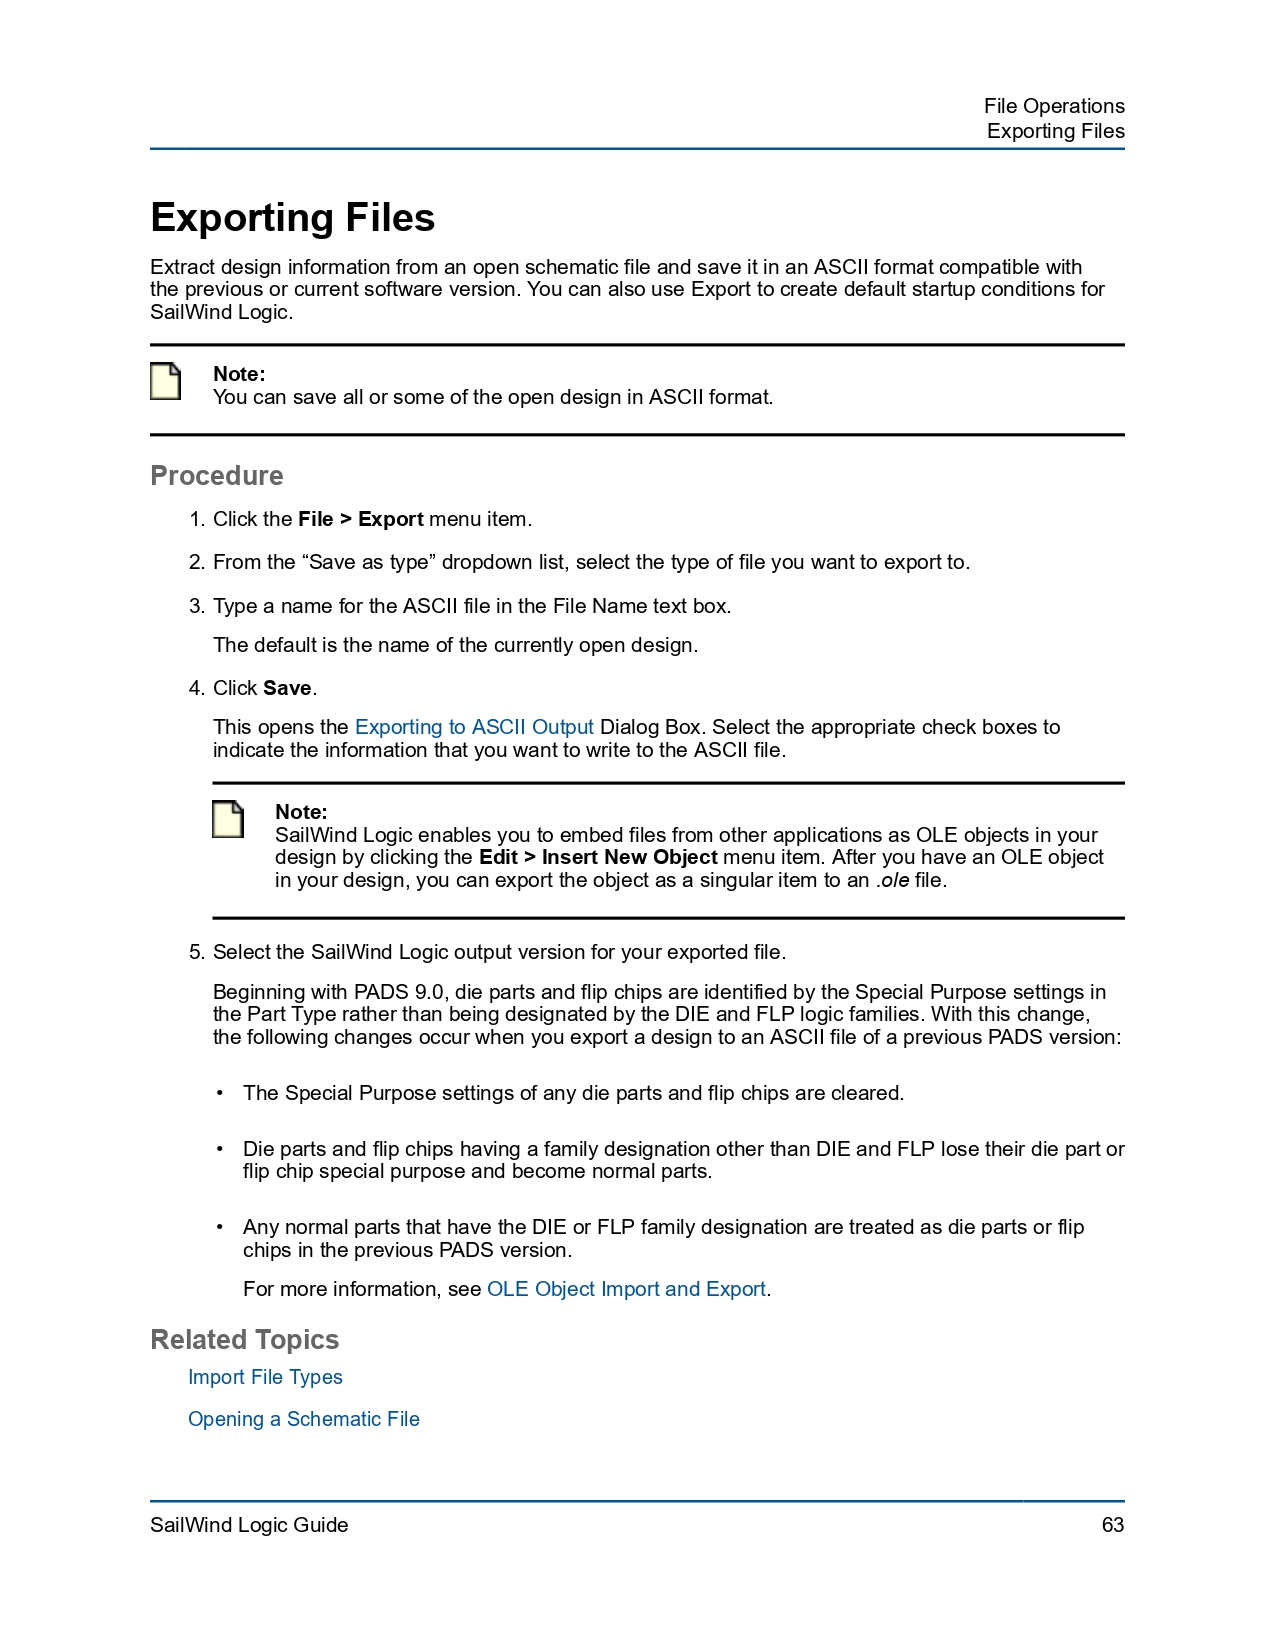 File Operations
Exporting Files
Exporting Files
Extract design information from an open schematic file and save it in an ASCII format compatible with
the previous or current software version. You can also use Export to create default startup conditions for
SailWind Logic.
Note:
You can save all or some of the open design in ASCII format.
Procedure
1. Click the File > Export menu item.
2. From the “Save as type” dropdown list, select the type of file you want to export to.
3. Type a name for the ASCII file in the File Name text box.
The default is the name of the currently open design.
4. Click Save.
This opens the Exporting to ASCII Output Dialog Box. Select the appropriate check boxes to
indicate the information that you want to write to the ASCII file.
Note:
SailWind Logic enables you to embed files from other applications as OLE objects in your
design by clicking the Edit > Insert New Object menu item. After you have an OLE object
in your design, you can export the object as a singular item to an .ole file.
5. Select the SailWind Logic output version for your exported file.
Beginning with PADS 9.0, die parts and flip chips are identified by the Special Purpose settings in
the Part Type rather than being designated by the DIE and FLP logic families. With this change,
the following changes occur when you export a design to an ASCII file of a previous PADS version:
• The Special Purpose settings of any die parts and flip chips are cleared.
• Die parts and flip chips having a family designation other than DIE and FLP lose their die part or
flip chip special purpose and become normal parts.
• Any normal parts that have the DIE or FLP family designation are treated as die parts or flip
chips in the previous PADS version.
For more information, see OLE Object Import and Export.
Related Topics
Import File Types
Opening a Schematic File
SailWind Logic Guide
63